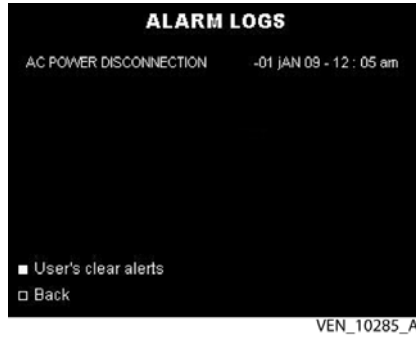 ALARM LOGS
AC POWER DISCONNECTION -01 jAN 09 - 12 : 05 am
User's clear alerts
Back
VEN_10285_A